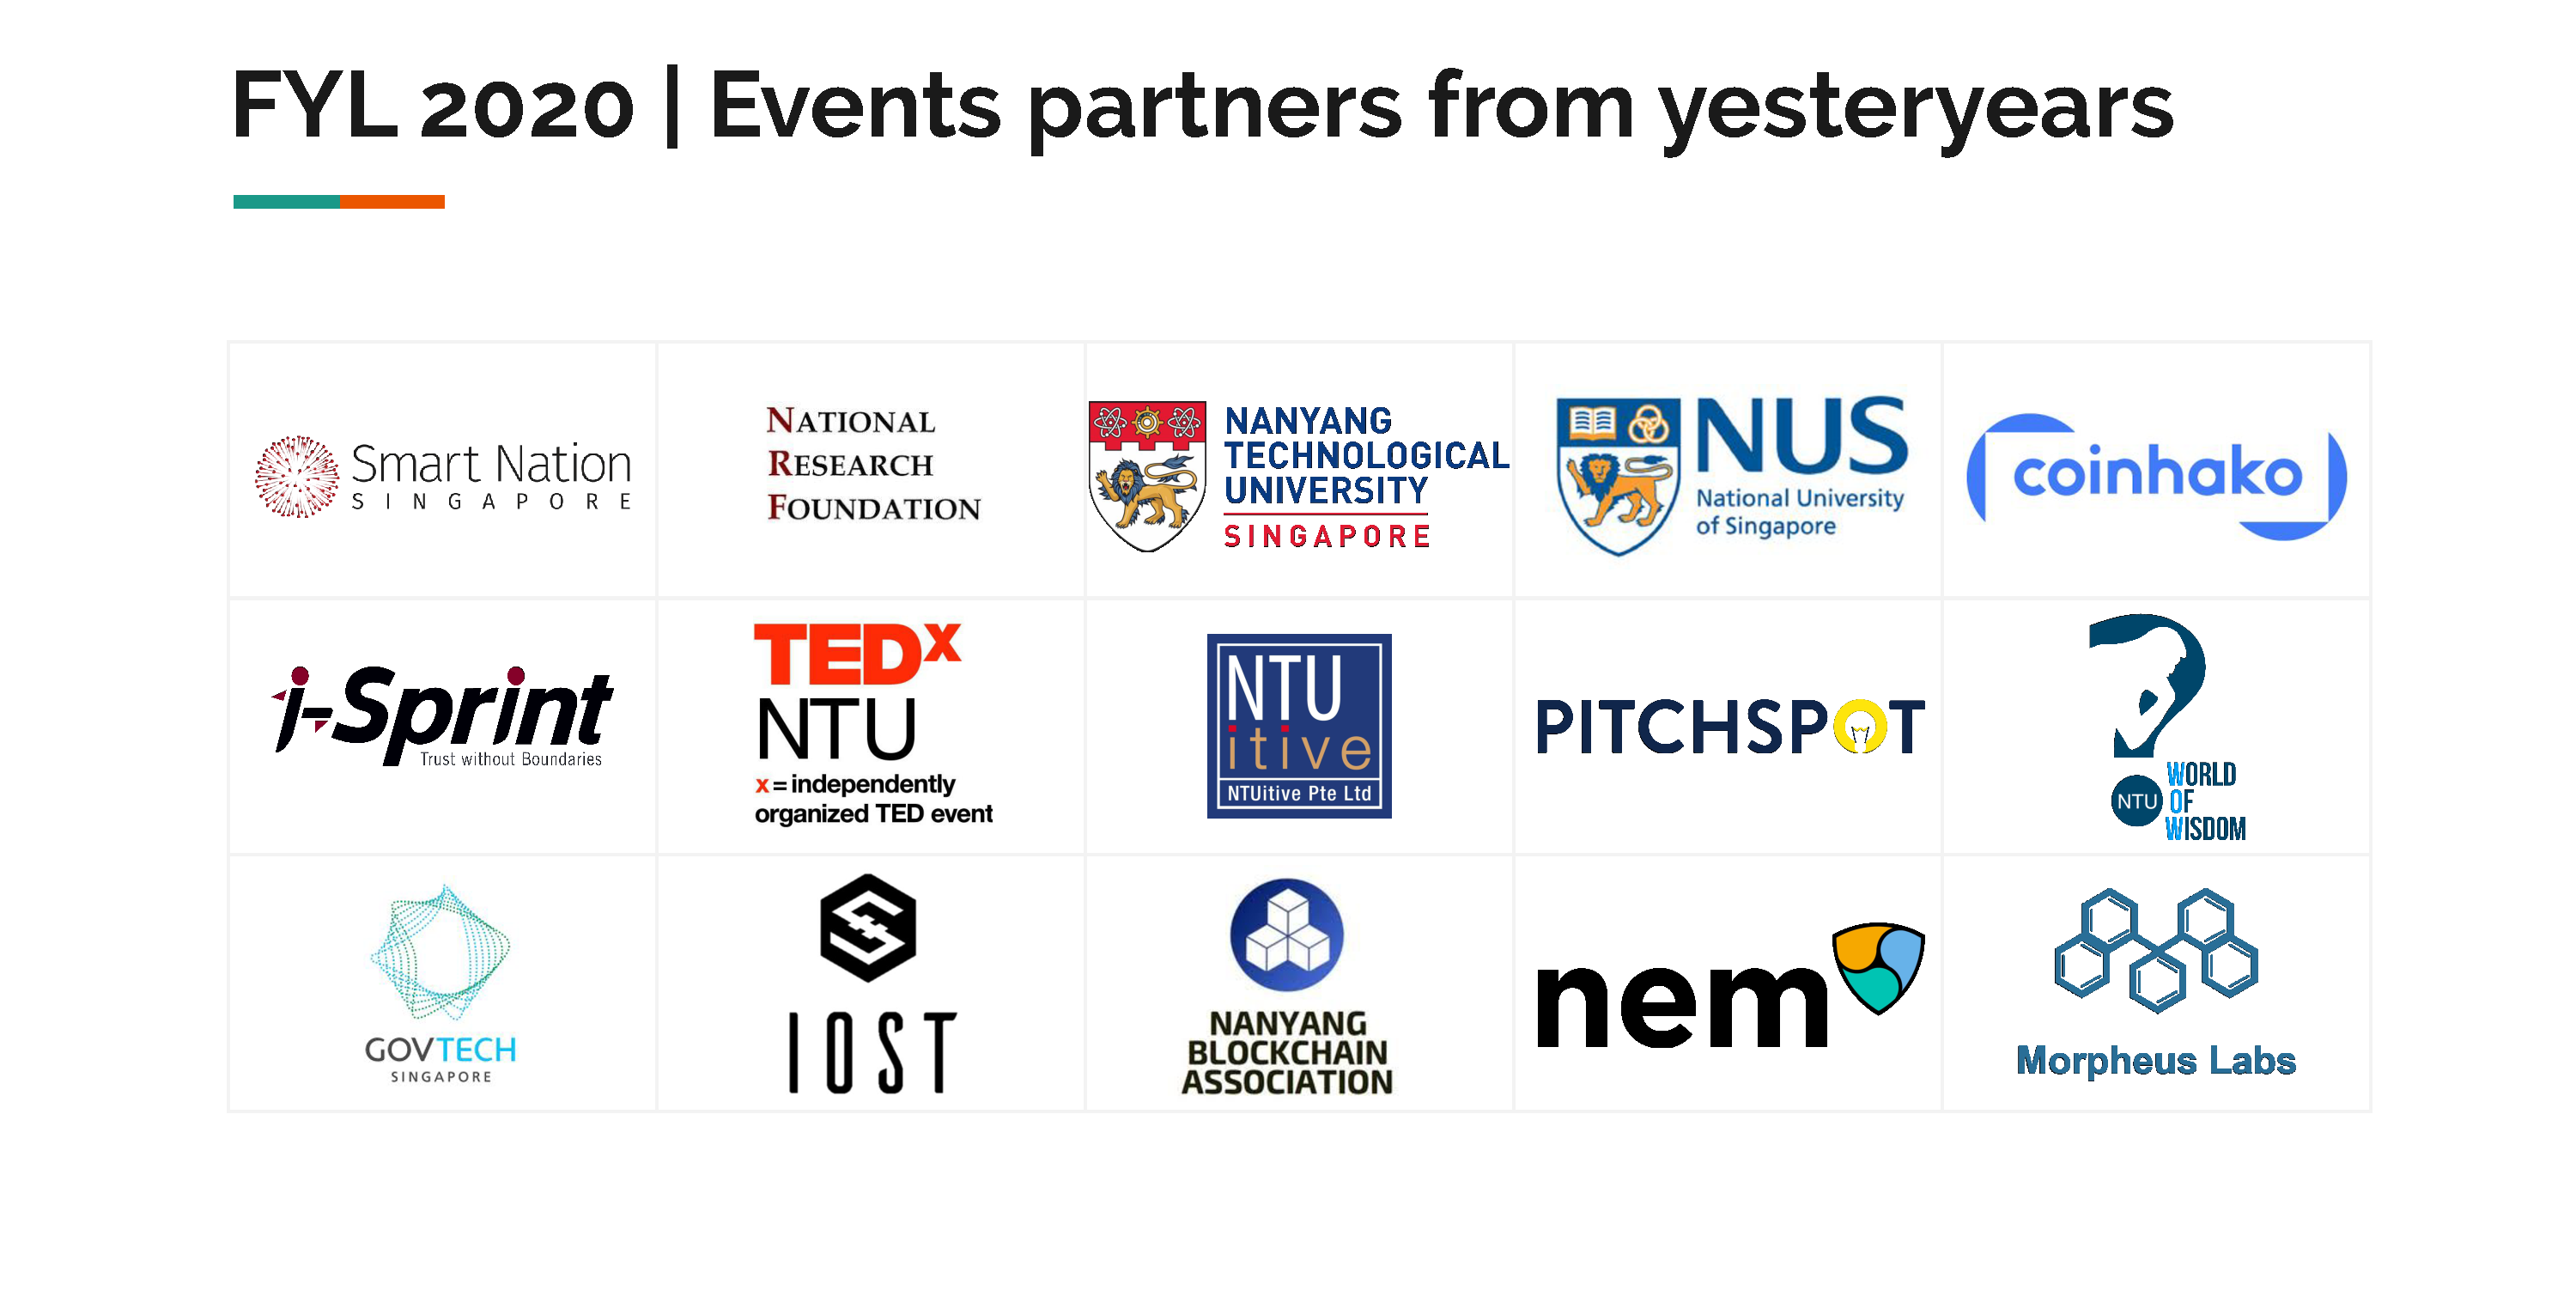 FYL 2020 | Events partners from yesteryears
Smart Nation
SINGAPORE
NATIONAL
RESEARCH
FOUNDATION
NANYANG
TECHNOLOGICAL
UNIVERSITY
SINGAPORE
NUS
National University
of Singapore
coinhako
i-Sprint
Trust without Boundaries
TEDx
NTU
x = independently
organized TED event
NTU
itive
NTUitive Pte Ltd
PITCHSPOT
NTU
WORLD
OF
WISDOM
GOVTECH
SINGAPORE
IOST
NANYANG
BLOCKCHAIN
ASSOCIATION
nem
Morpheus Labs